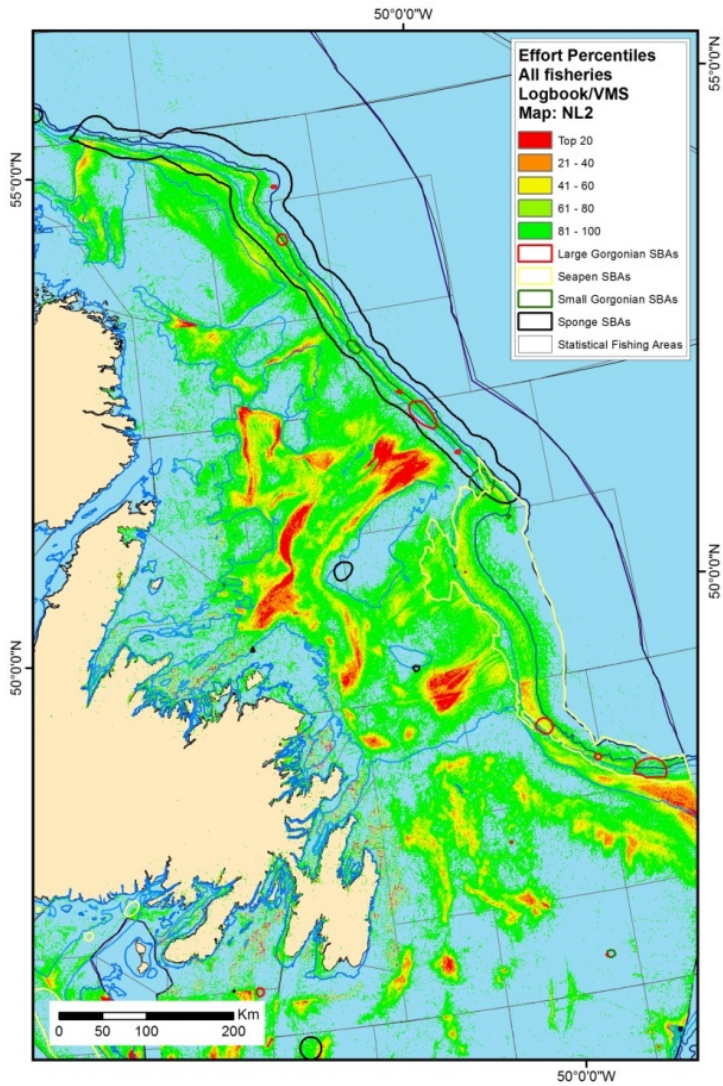 50°0'0"W
Effort Percentiles
All fisheries
Logbook/VMS
Map: NL2
Top 20
21 - 40
41 - 60
61 - 80
81 - 100
Large Gorgonian SBAs
Seapen SBAs
Small Gorgonian SBAs
Sponge SBAs
Statistical Fishing Areas
55°0'0"N
55°0'0"N
50°0'0"N
50°0'0"N
Km
0 50 100 200
50°0'0"W